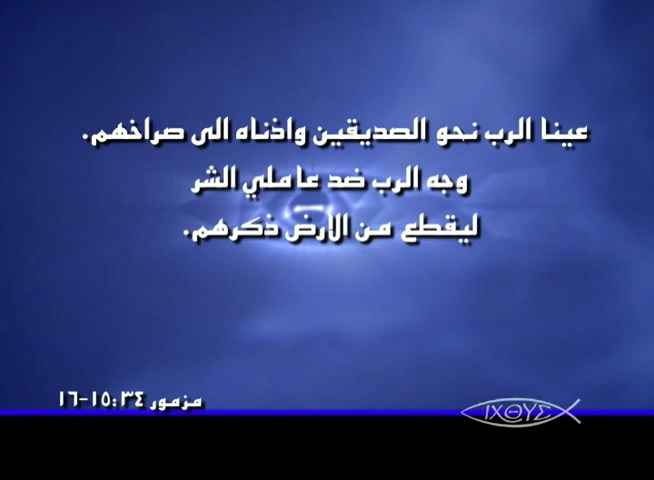 عينا الرب نحو الصديقين واذناه الى صراخهم.
وجه الرب ضد عاملي الشر
ليقطع من الارض ذكرهم.
مزمور ٣٤:١٥-١٦
ΙΧΘΥΣ